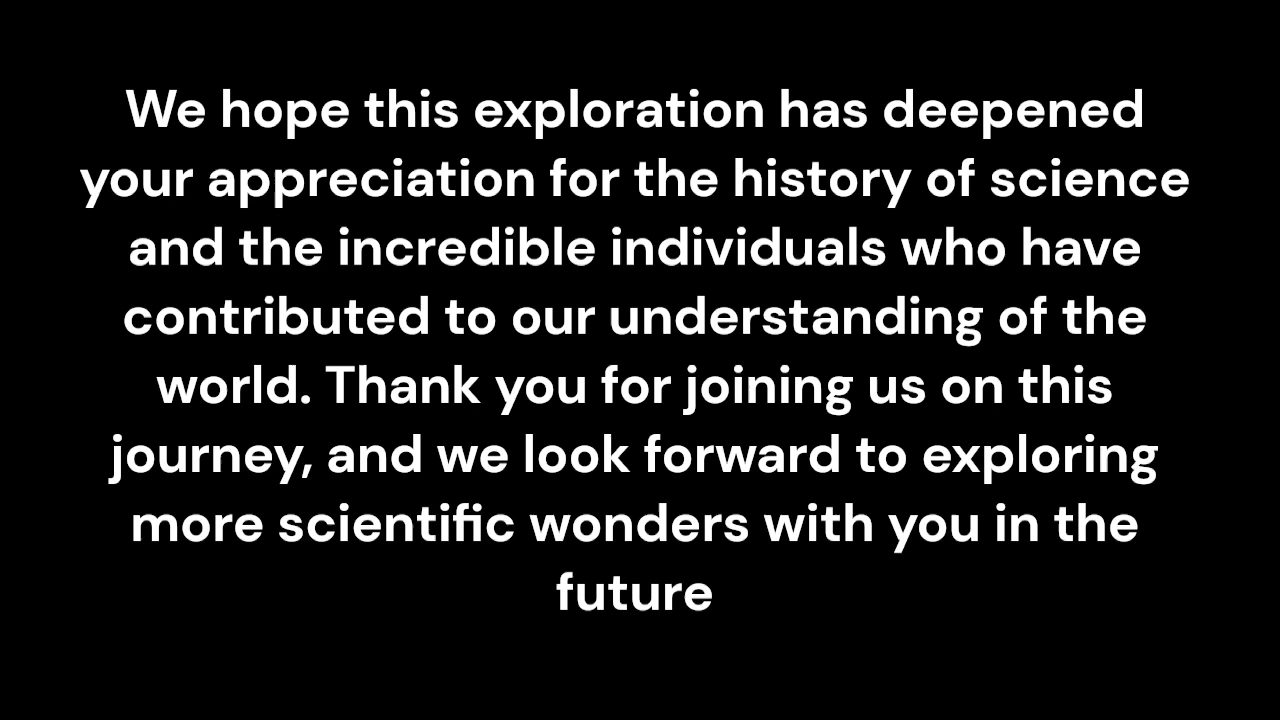 We hope this exploration has deepened
your appreciation for the history of science
and the incredible individuals who have
contributed to our understanding of the
world. Thank you for joining us on this
journey, and we look forward to exploring
more scientific wonders with you in the
future